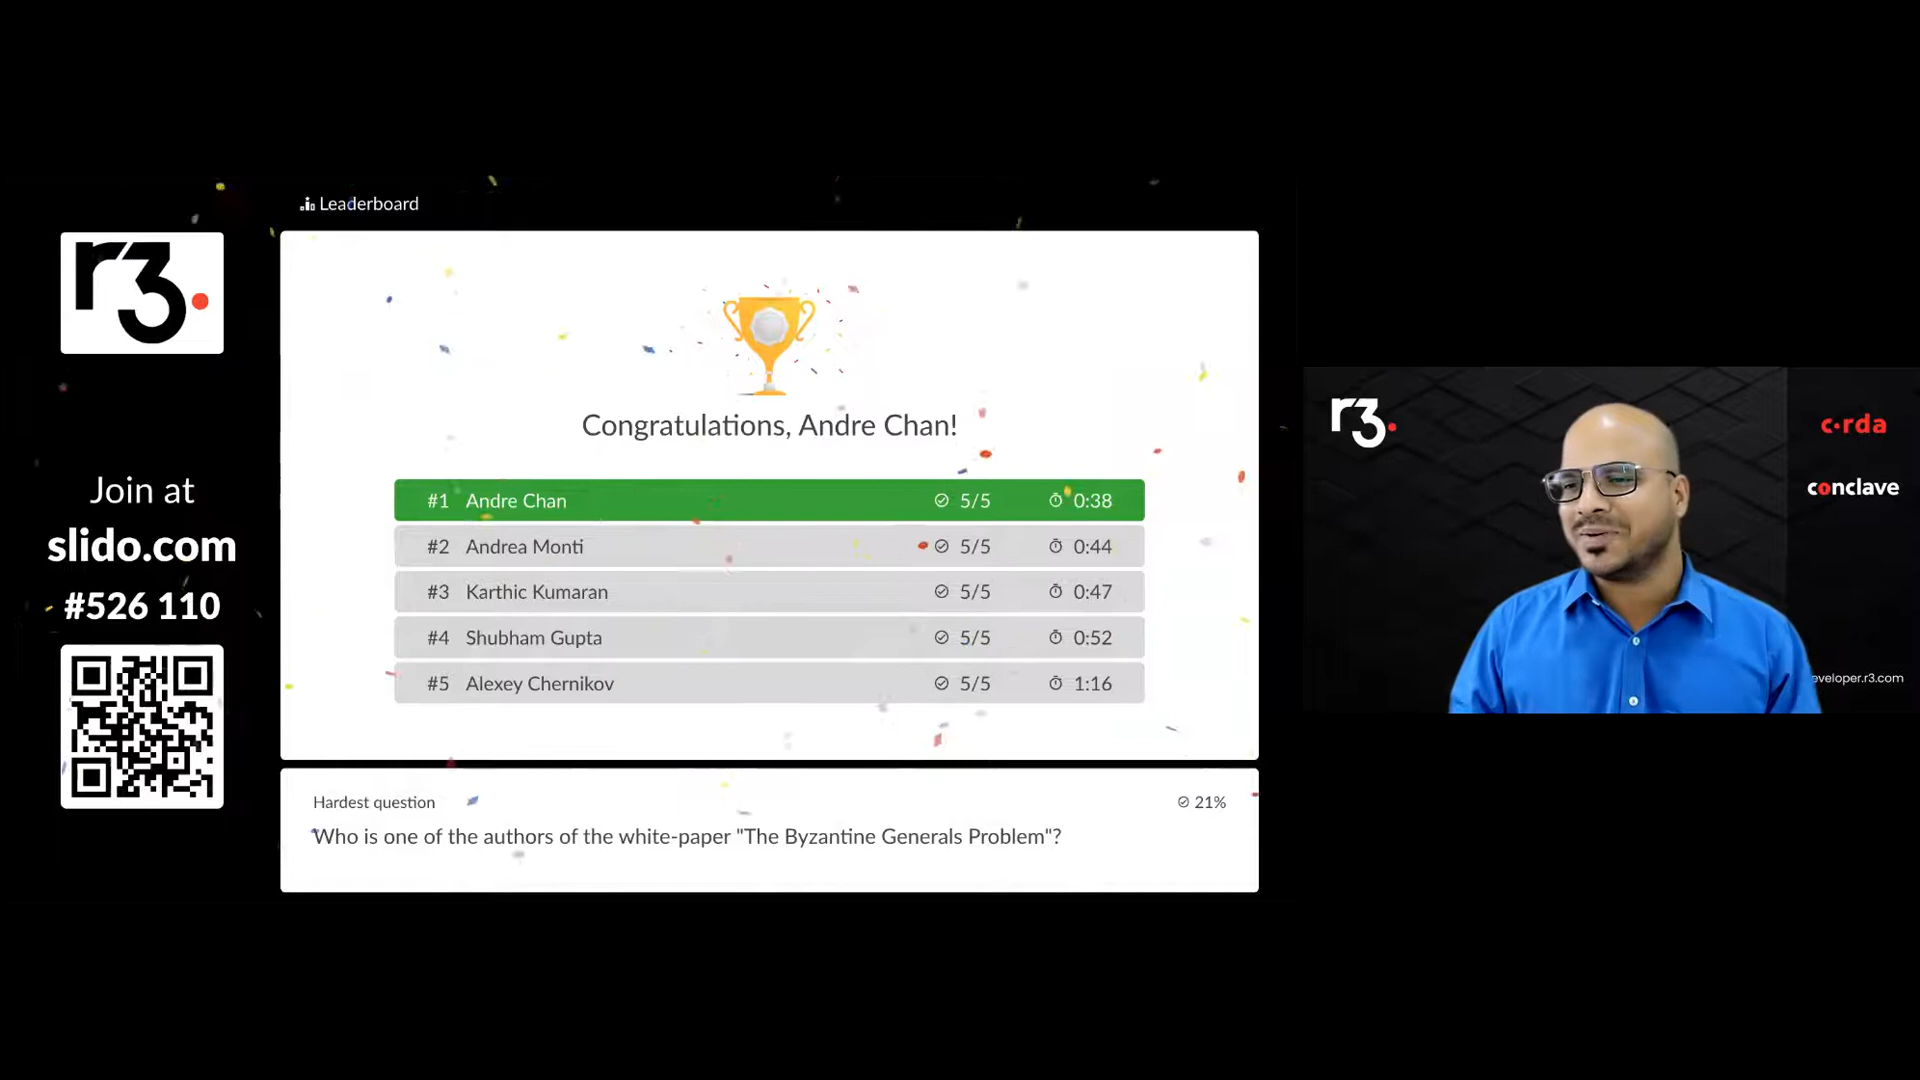 Leaderboard
r3.
Join at
slido.com
#526 110
Congratulations, Andre Chan!
#1 Andre Chan 5/5 0:38
#2 Andrea Monti 5/5 0:44
#3 Karthic Kumaran 5/5 0:47
#4 Shubham Gupta 5/5 0:52
#5 Alexey Chernikov 5/5 1:16
Hardest question 21%
Who is one of the authors of the white-paper "The Byzantine Generals Problem"?
r3.
c·rda
conclave
eveloper.r3.com